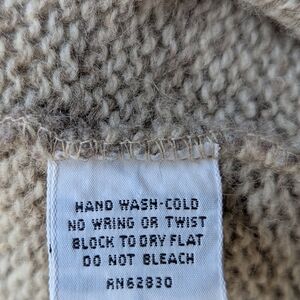 HAND WASH-COLD
NO WRING OR TWIST
BLOCK TO DRY FLAT
DO NOT BLEACH
RN62830